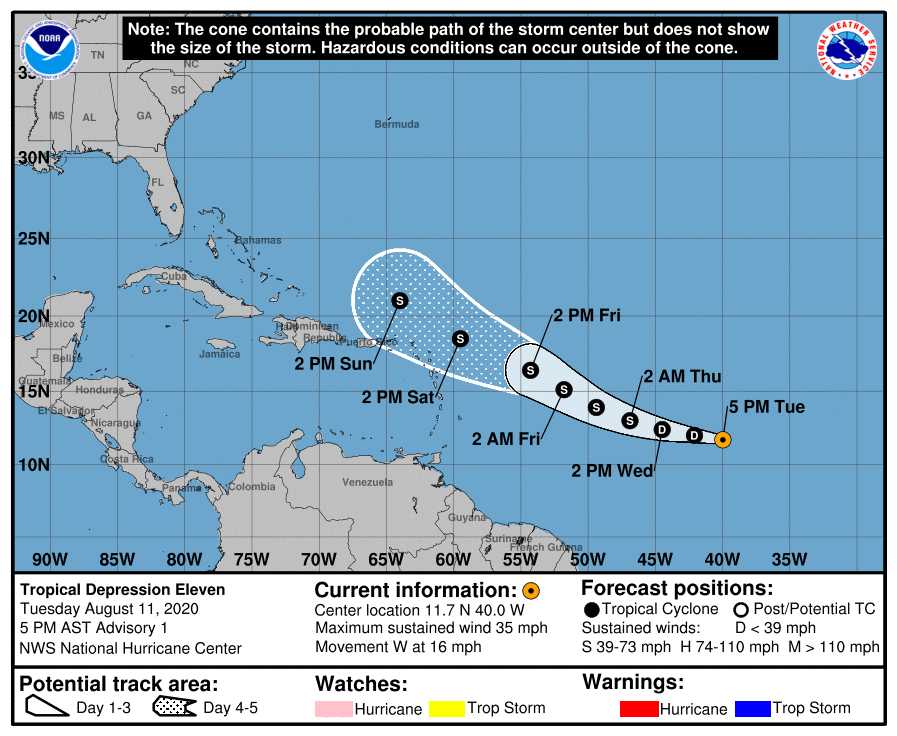 Note: The cone contains the probable path of the storm center but does not show
the size of the storm. Hazardous conditions can occur outside of the cone.
NOAA
NATIONAL WEATHER SERVICE
TN
NC
35
SC
MS
AL
GA
Bermuda
30N
FL
25N
Bahamas
Cuba
20N
Mexico
Dominican
Republic
Puerto Rico
Jamaica
2 PM Fri
2 PM Sun
Belize
Guatemala
Honduras
15N
2 AM Thu
2 PM Sat
5 PM Tue
El Salvador
Nicaragua
2 AM Fri
Costa Rica
10N
2 PM Wed
Panama
Colombia
Venezuela
Guyana
Suriname
French Guiana
S
S
S
S
S
S
D
D
90W 85W 80W 75W 70W 65W 60W 55W 50W 45W 40W 35W
Tropical Depression Eleven
Tuesday August 11, 2020
5 PM AST Advisory 1
NWS National Hurricane Center
Current information:
Center location 11.7 N 40.0 W
Maximum sustained wind 35 mph
Movement W at 16 mph
Forecast positions:
Tropical Cyclone Post/Potential TC
Sustained winds: D < 39 mph
S 39-73 mph H 74-110 mph M > 110 mph
Potential track area:
Day 1-3 Day 4-5
Watches:
Hurricane Trop Storm
Warnings:
Hurricane Trop Storm